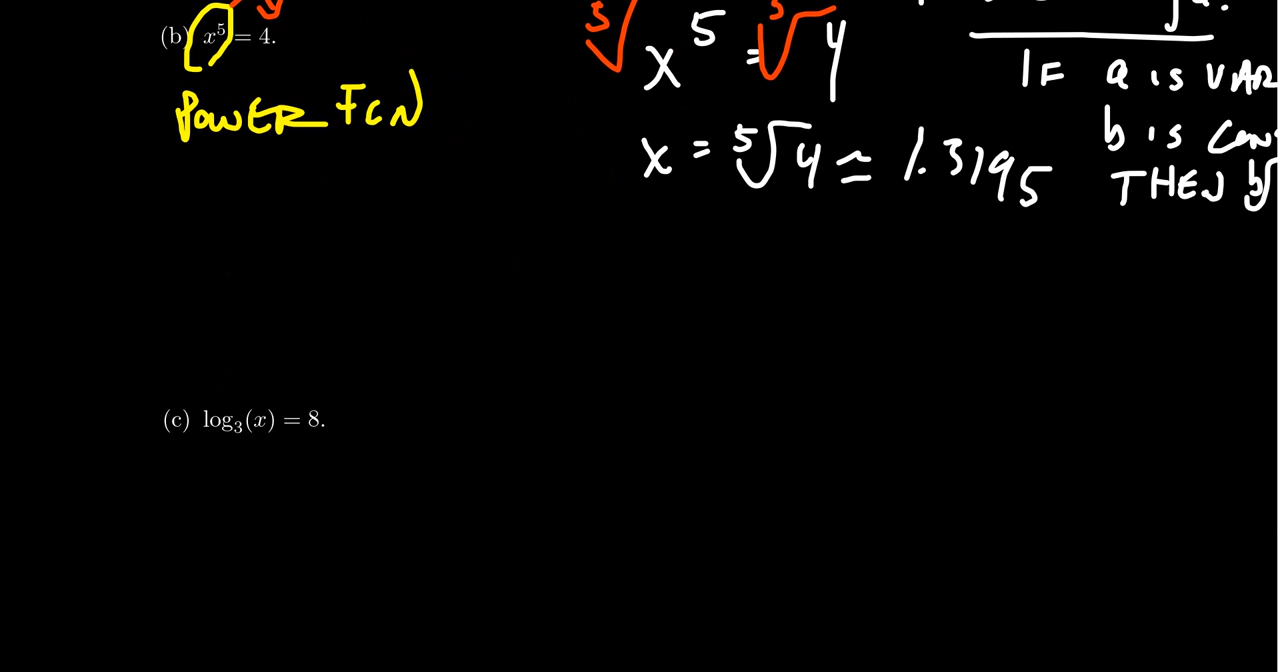 (b) x⁵ = 4.
POWER FCN
⁵√x⁵ = ⁵√4
x = ⁵√4 ≈ 1.3195
IF a is VAR
b is CON
THEN b√
(c) log₃(x) = 8.